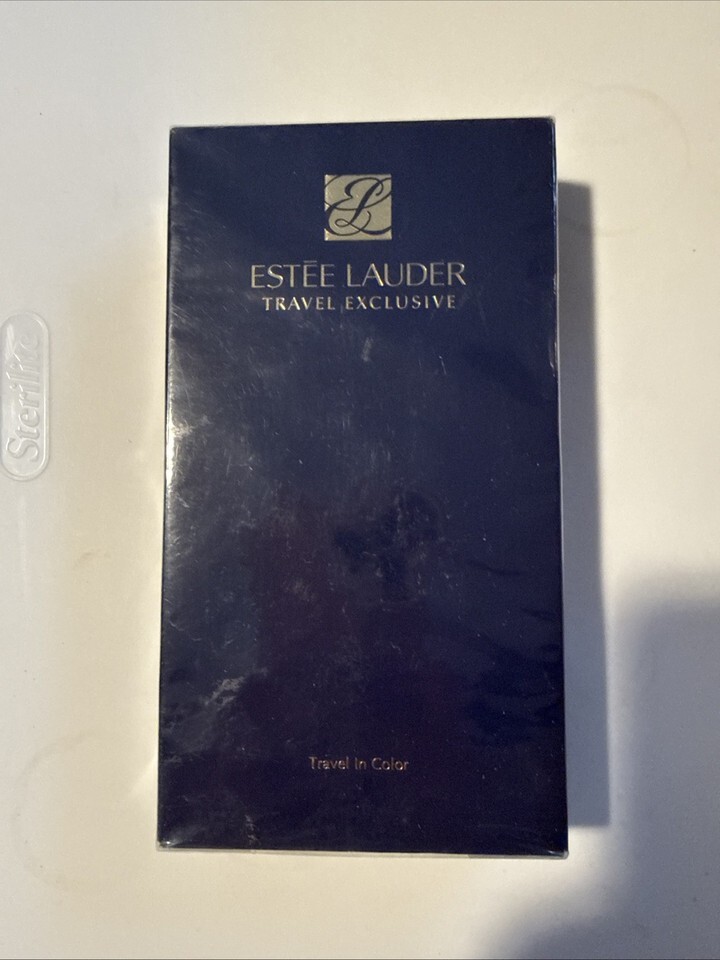 EL
ESTĒE LAUDER
TRAVEL EXCLUSIVE
Sterilite
Travel In Color